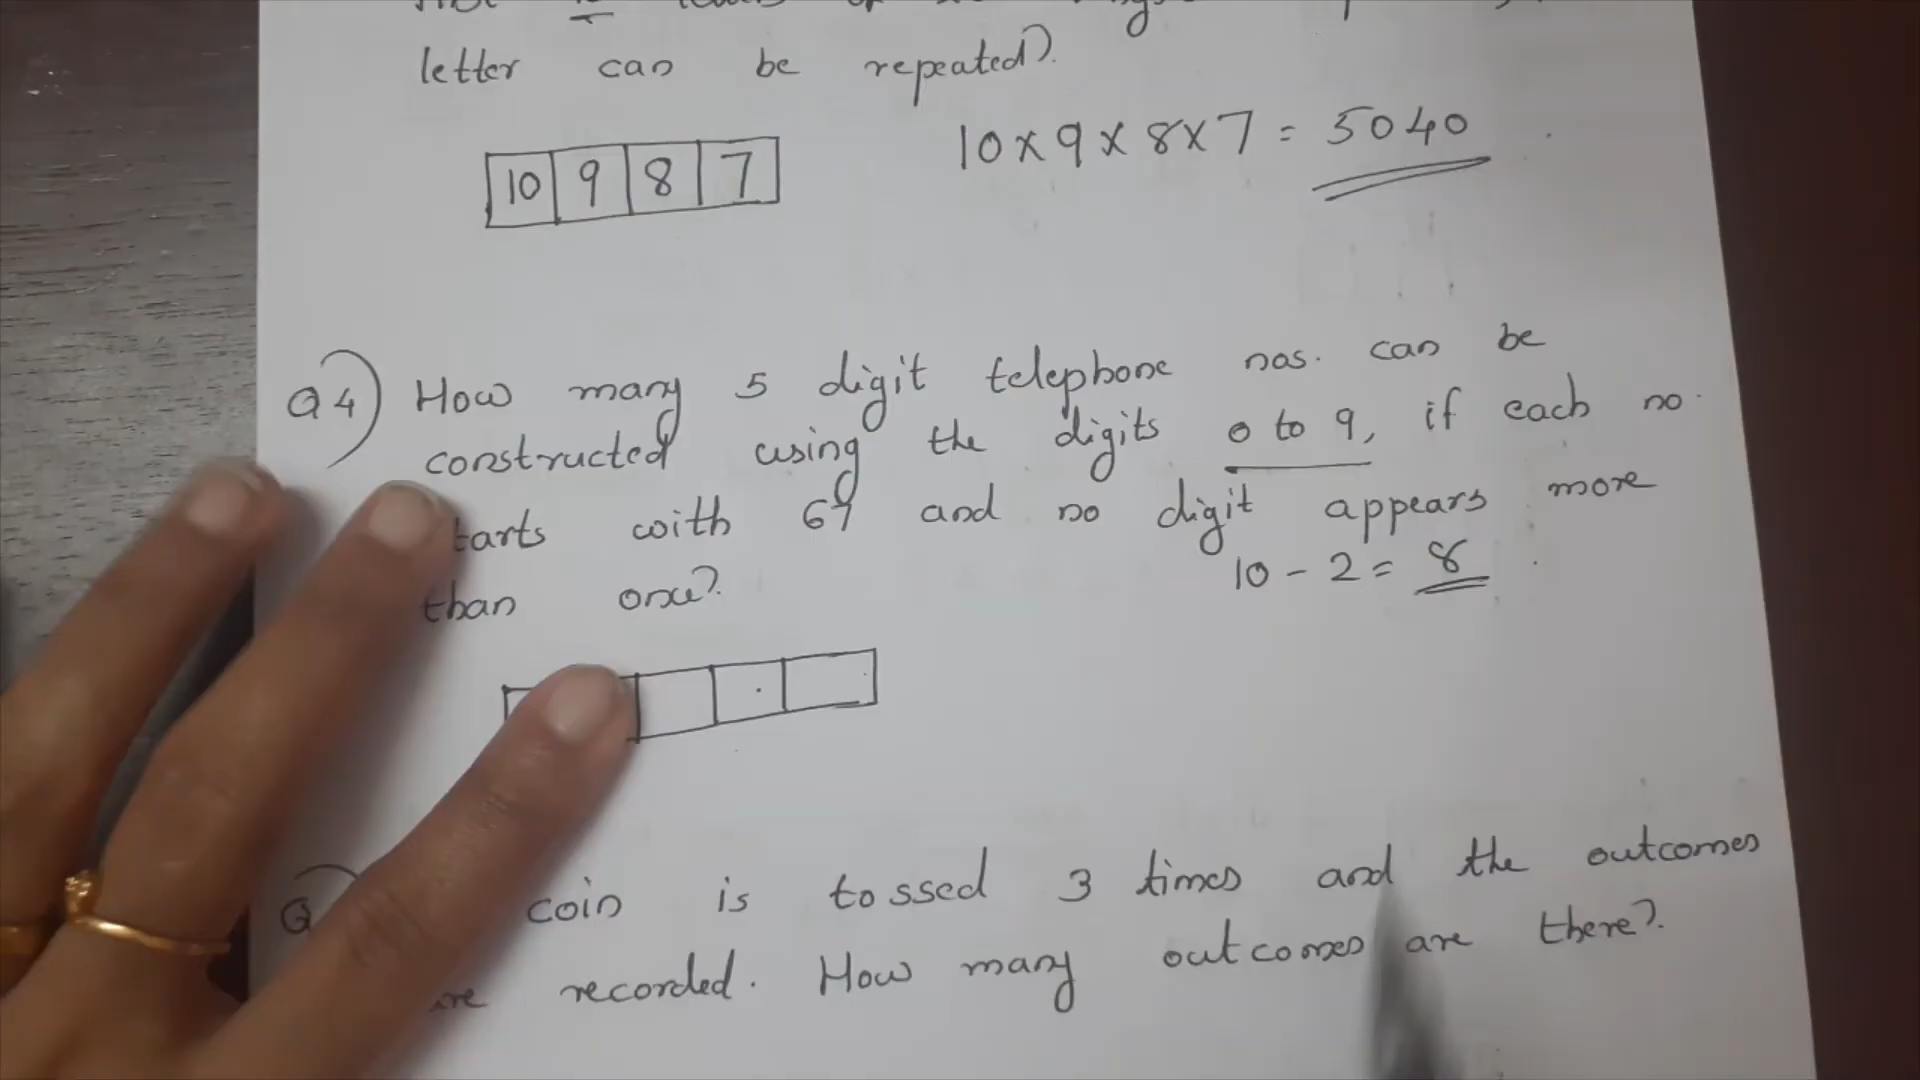 letter can be repeated?
10 9 8 7
10 x 9 x 8 x 7 = 5040
Q4) How many 5 digit telephone nos. can be
constructed using the digits 0 to 9, if each no.
tarts with 67 and no digit appears more
than once?
10 - 2 = 8
coin is tossed 3 times and the outcomes
recorded. How many outcomes are there?